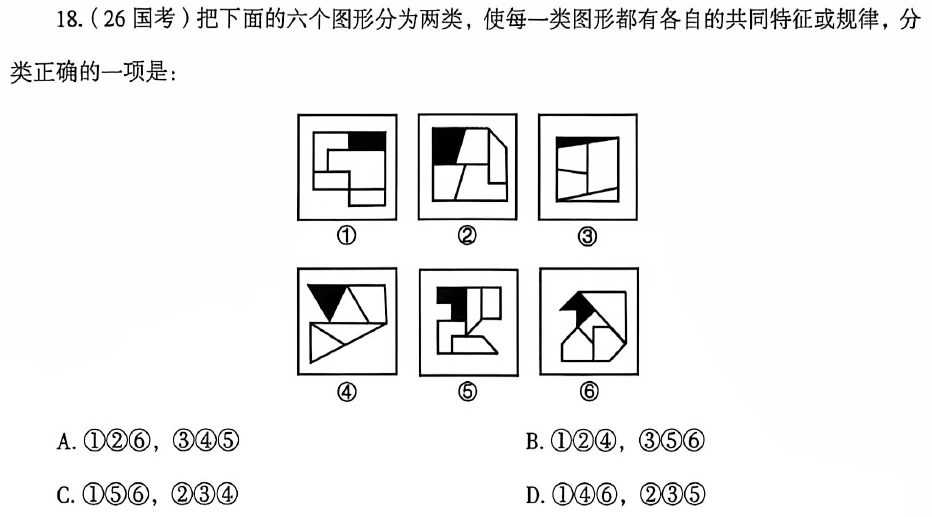 18.（26 国考）把下面的六个图形分为两类，使每一类图形都有各自的共同特征或规律，分
类正确的一项是：
① ② ③
④ ⑤ ⑥
A. ①②⑥，③④⑤ B. ①②④，③⑤⑥
C. ①⑤⑥，②③④ D. ①④⑥，②③⑤